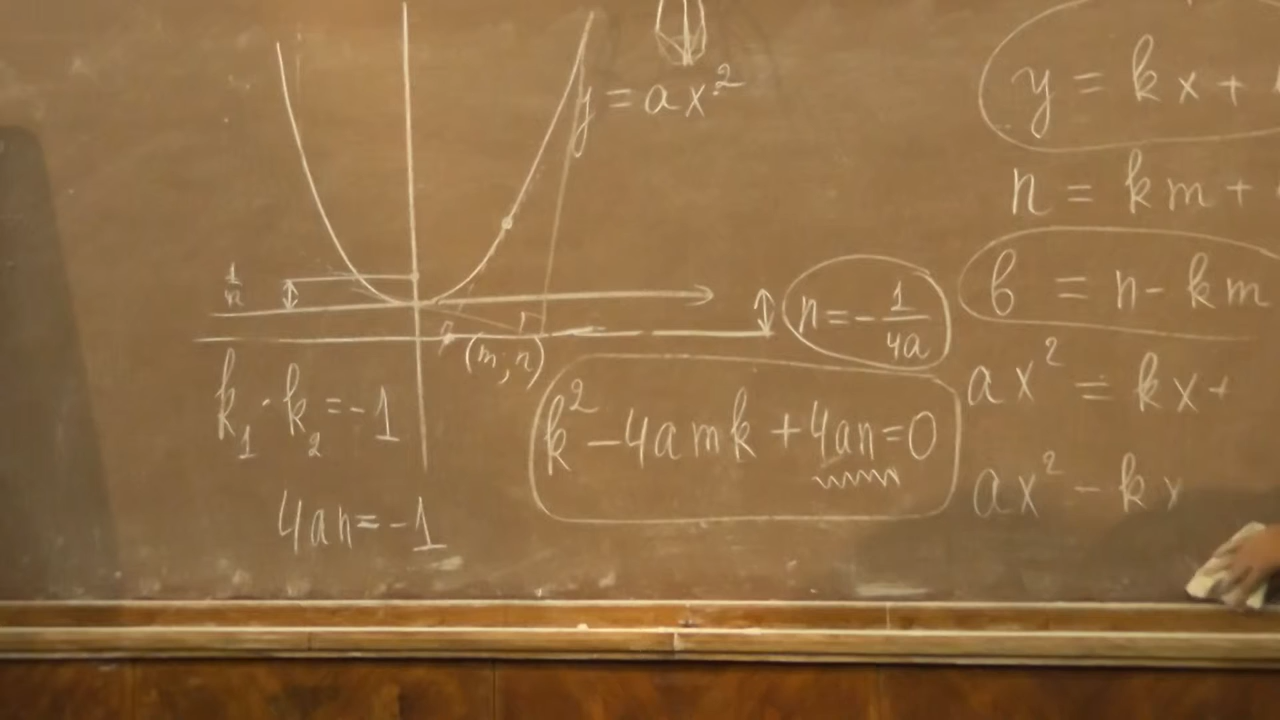 y = ax²
1/n
(m; n)
n = -1/4a
k₁ · k₂ = -1
k² - 4amk + 4an = 0
4an = -1
y = kx +
n = km +
b = n - km
ax² = kx +
ax² - kx